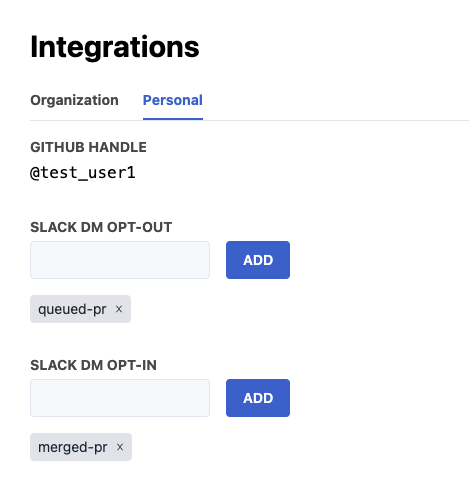 Integrations
Organization Personal
GITHUB HANDLE
@test_user1
SLACK DM OPT-OUT
ADD
queued-pr x
SLACK DM OPT-IN
ADD
merged-pr x